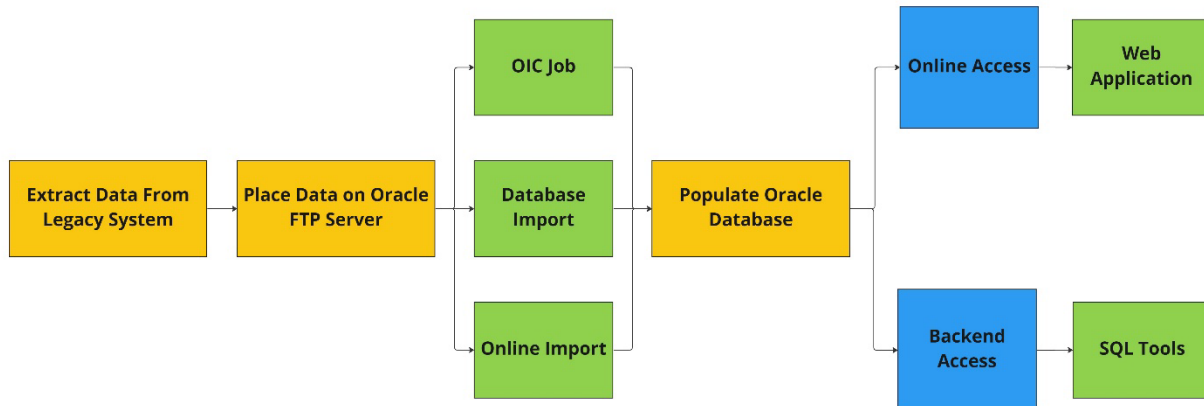 Extract Data From
Legacy System
Place Data on Oracle
FTP Server
OIC Job
Database
Import
Online Import
Populate Oracle
Database
Online Access
Web
Application
Backend
Access
SQL Tools